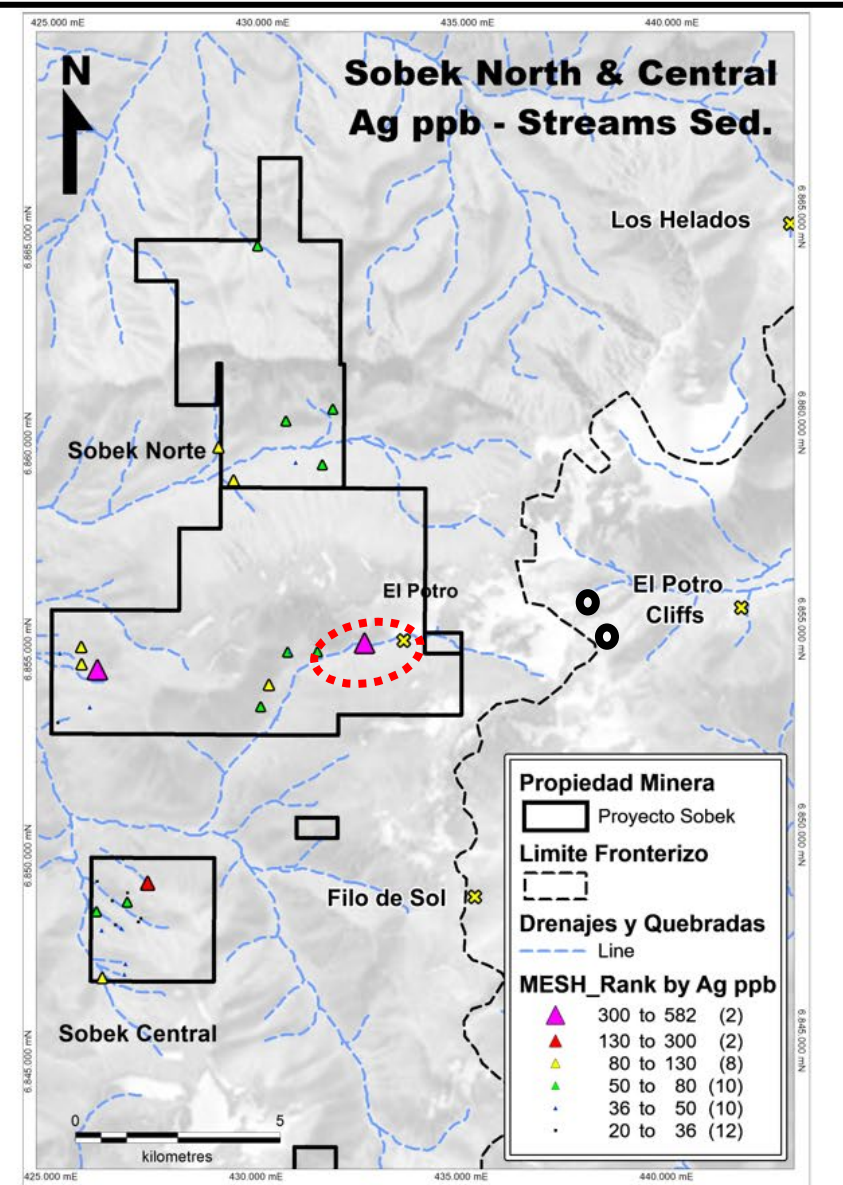 425.000 mE
430.000 mE
435.000 mE
440.000 mE
N
Sobek North & Central
Ag ppb - Streams Sed.
Los Helados
6.865.000 mN
6.865.000 mN
6.860.000 mN
6.860.000 mN
Sobek Norte
El Potro
El Potro
Cliffs
6.855.000 mN
6.855.000 mN
Propiedad Minera
Proyecto Sobek
Limite Fronterizo
6.850.000 mN
6.850.000 mN
Filo de Sol
Drenajes y Quebradas
Line
MESH_Rank by Ag ppb
300 to 582 (2)
130 to 300 (2)
80 to 130 (8)
50 to 80 (10)
36 to 50 (10)
20 to 36 (12)
Sobek Central
6.845.000 mN
6.845.000 mN
0
5
kilometres
425.000 mE
430.000 mE
435.000 mE
440.000 mE